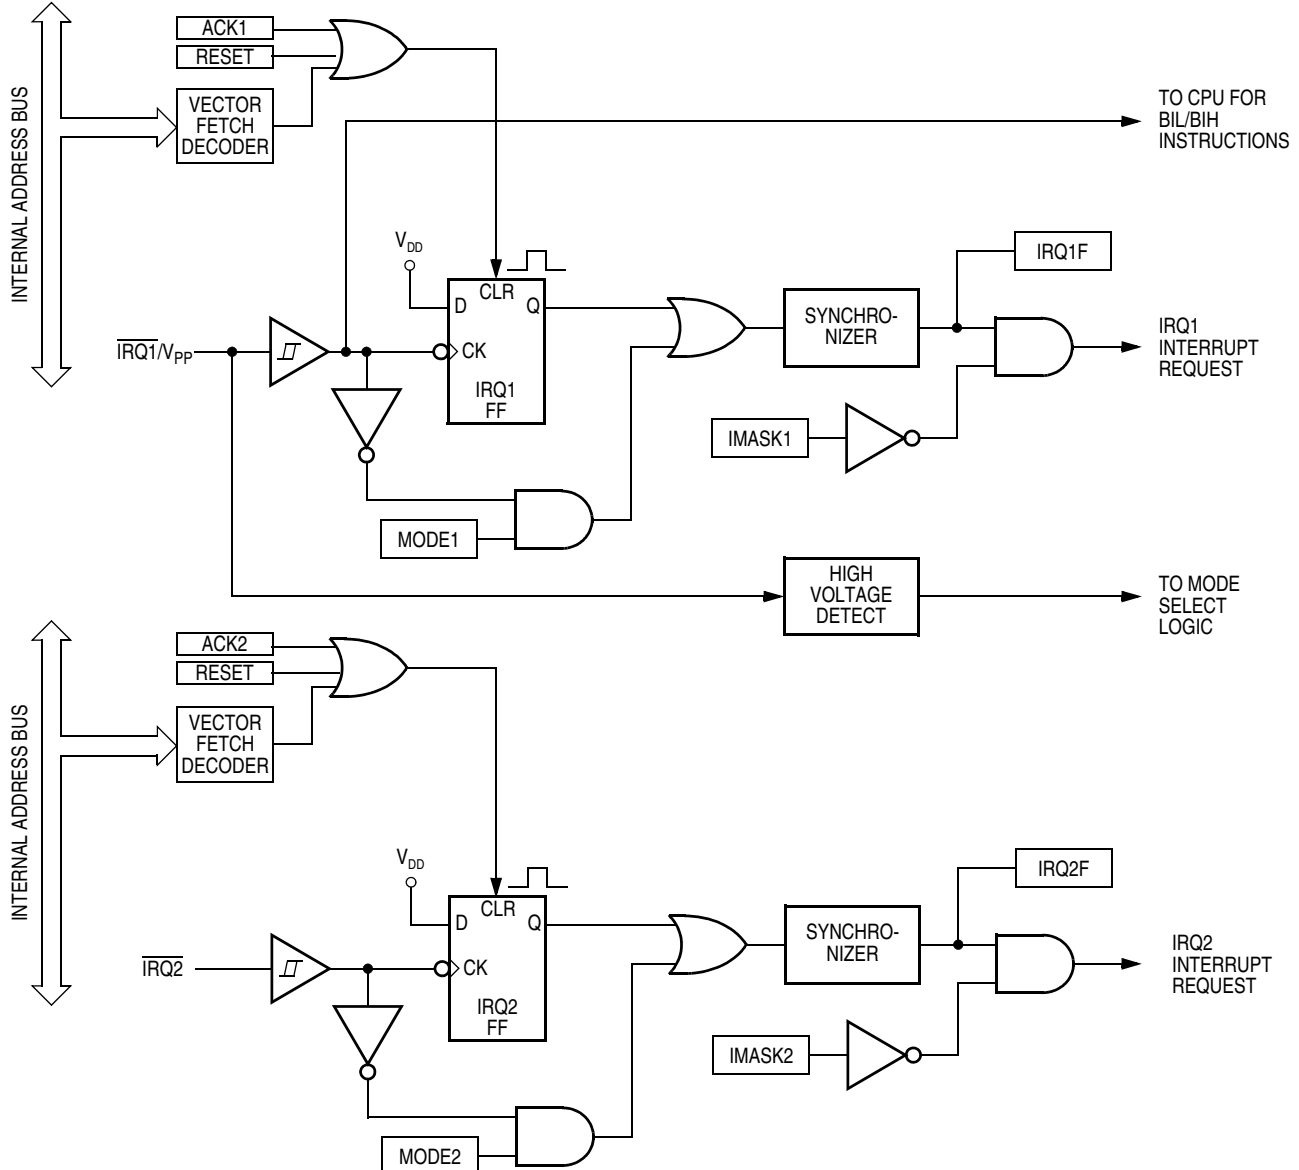 INTERNAL ADDRESS BUS
ACK1
RESET
VECTOR
FETCH
DECODER
TO CPU FOR
BIL/BIH
INSTRUCTIONS
VDD
D
CLR
Q
CK
IRQ1
FF
IRQ1/VPP
SYNCHRO-
NIZER
IRQ1F
IRQ1
INTERRUPT
REQUEST
IMASK1
MODE1
HIGH
VOLTAGE
DETECT
TO MODE
SELECT
LOGIC
INTERNAL ADDRESS BUS
ACK2
RESET
VECTOR
FETCH
DECODER
VDD
D
CLR
Q
CK
IRQ2
FF
IRQ2
SYNCHRO-
NIZER
IRQ2F
IRQ2
INTERRUPT
REQUEST
IMASK2
MODE2